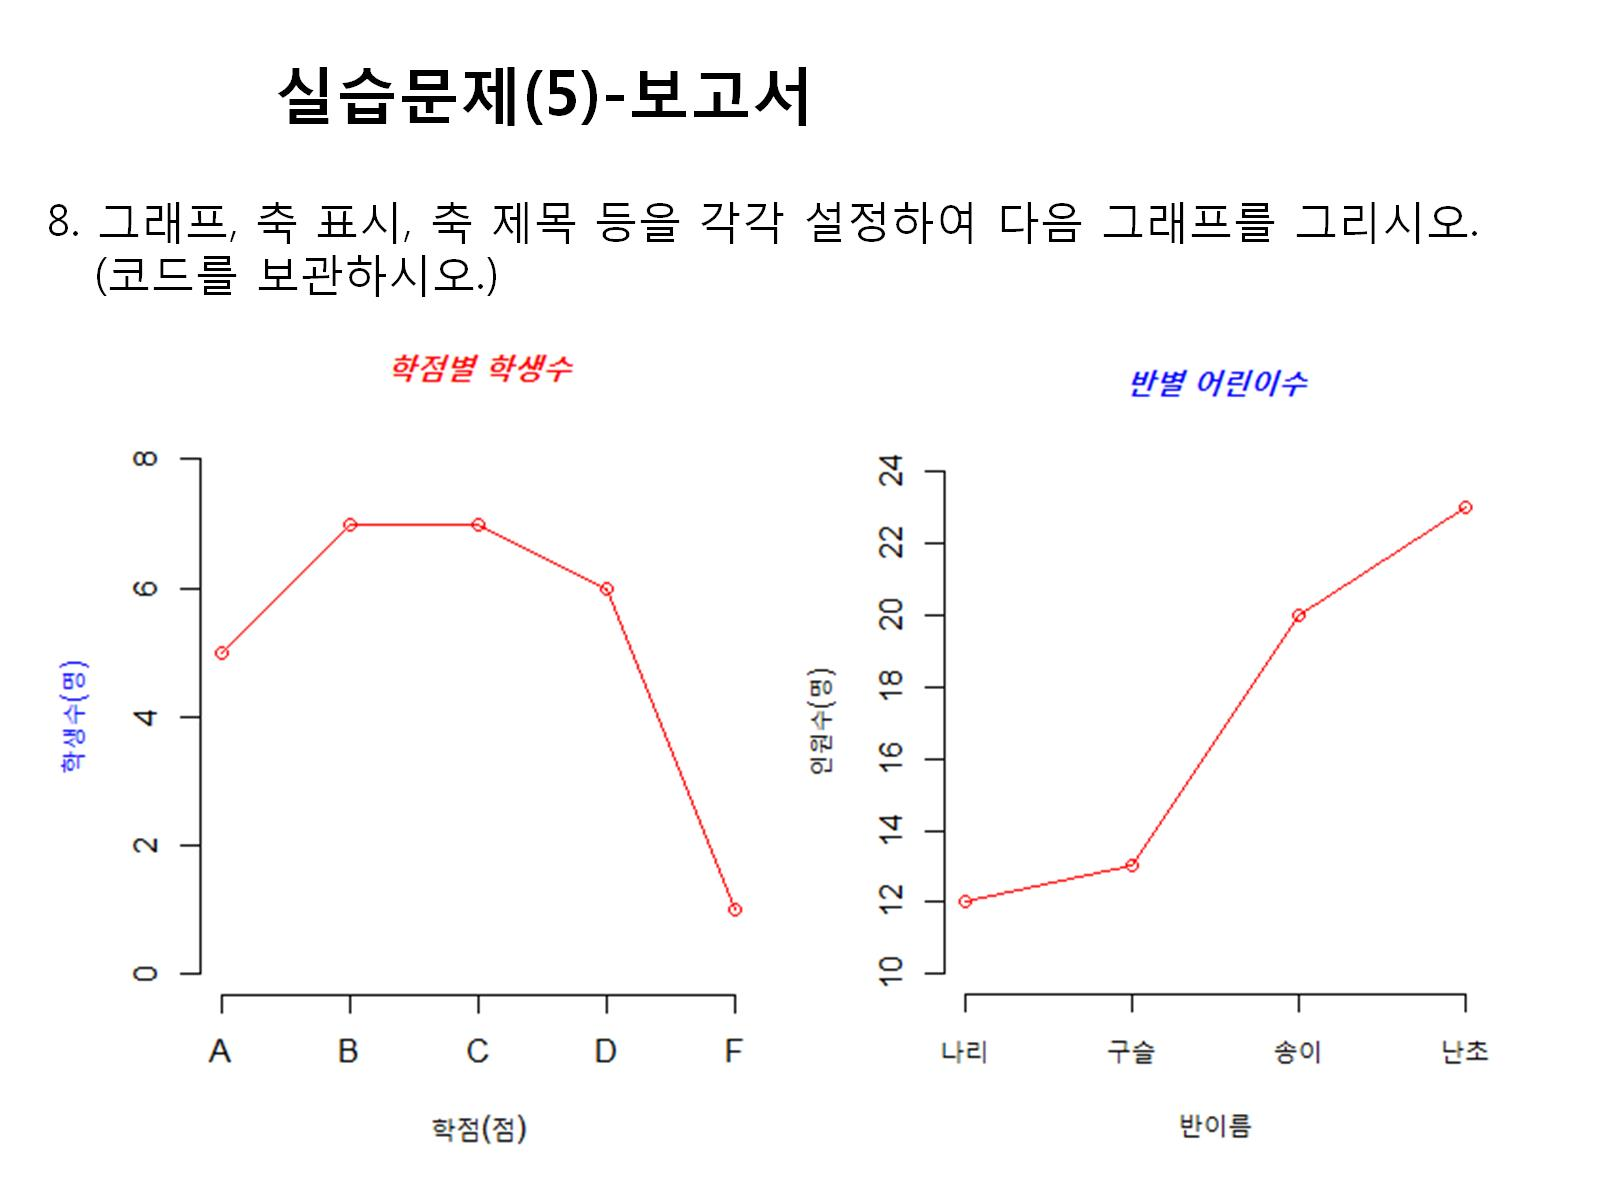 실습문제(5)-보고서
8. 그래프, 축 표시, 축 제목 등을 각각 설정하여 다음 그래프를 그리시오.
(코드를 보관하시오.)
학점별 학생수
8
6
4
2
0
학생수(명)
A B C D F
학점(점)
반별 어린이수
24
22
20
18
16
14
12
10
인원수(명)
나리 구슬 송이 난초
반이름